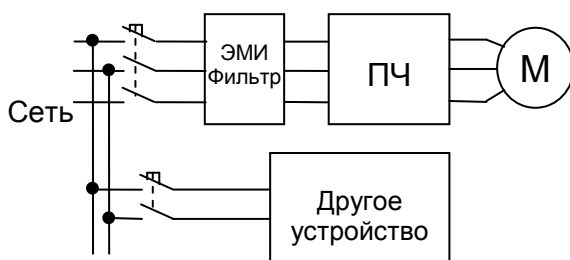 ЭМИ
Фильтр
ПЧ
М
Сеть
Другое
устройство